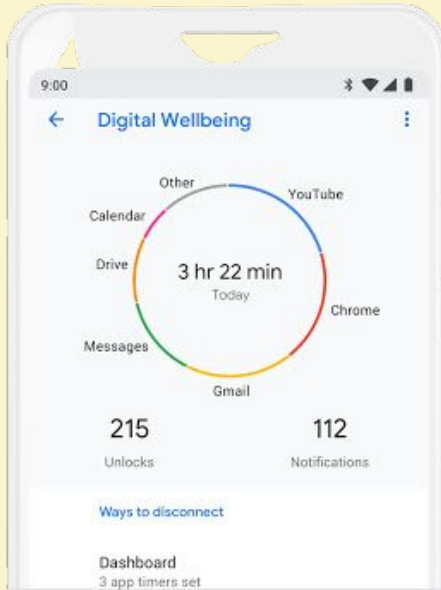 9:00
Digital Wellbeing
Other
YouTube
Calendar
Drive
3 hr 22 min
Today
Chrome
Messages
Gmail
215
112
Unlocks
Notifications
Ways to disconnect
Dashboard
3 app timers set